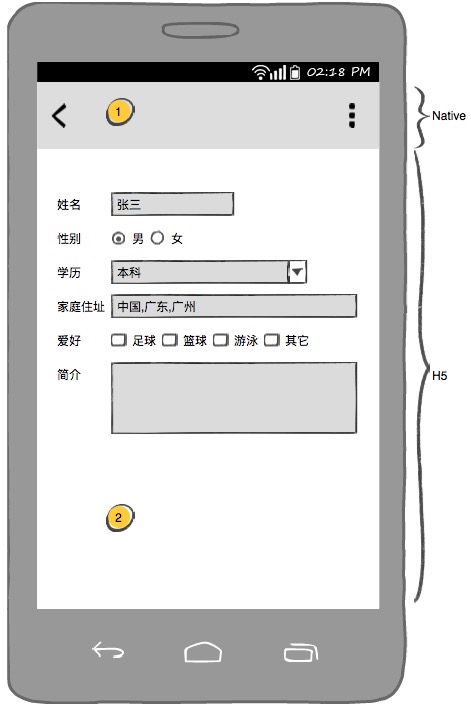 02:18 PM
1
Native
姓名 张三
性别 男 女
学历 本科
家庭住址 中国,广东,广州
爱好 足球 篮球 游泳 其它
简介
H5
2